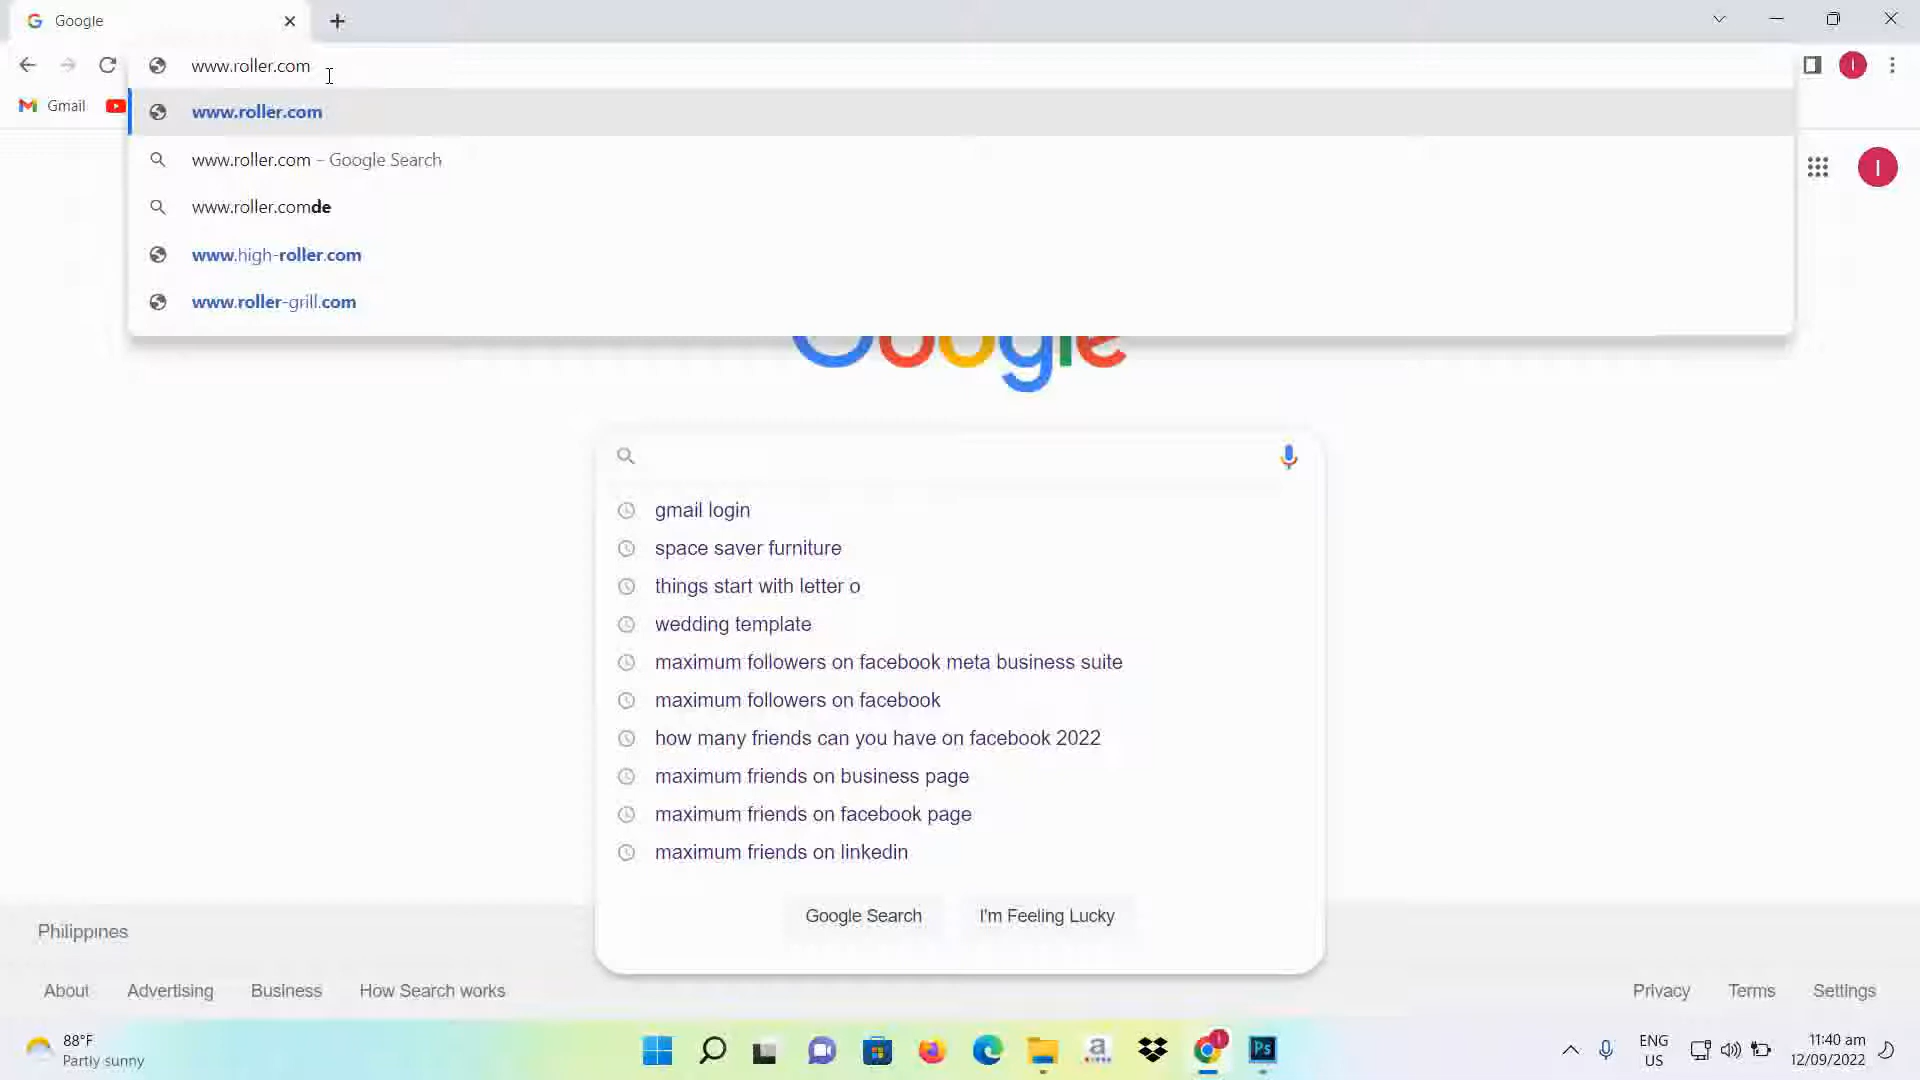 Google
www.roller.com
Gmail
www.roller.com
www.roller.com – Google Search
www.roller.comde
www.high-roller.com
www.roller-grill.com
I
I
Google
gmail login
space saver furniture
things start with letter o
wedding template
maximum followers on facebook meta business suite
maximum followers on facebook
how many friends can you have on facebook 2022
maximum friends on business page
maximum friends on facebook page
maximum friends on linkedin
Google Search
I'm Feeling Lucky
Philippines
About
Advertising
Business
How Search works
Privacy
Terms
Settings
88°F
Partly sunny
a
Ps
ENG
US
11:40 am
12/09/2022